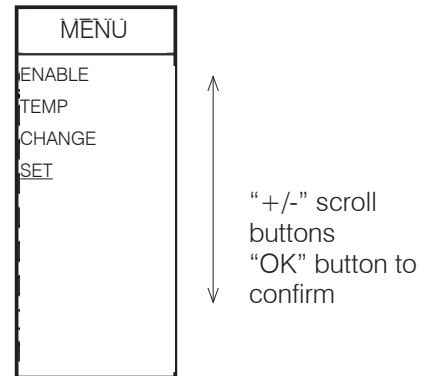 MENU
ENABLE
TEMP
CHANGE
SET
“+/-” scroll
buttons
“OK” button to
confirm